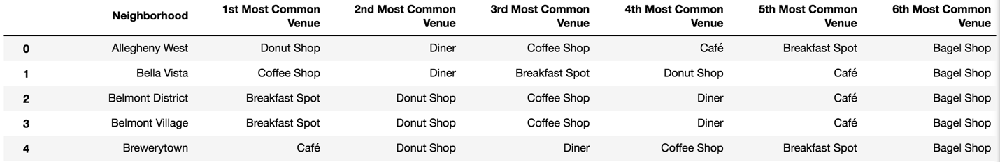 Neighborhood 1st Most Common Venue 2nd Most Common Venue 3rd Most Common Venue 4th Most Common Venue 5th Most Common Venue 6th Most Common Venue
0 Allegheny West Donut Shop Diner Coffee Shop Café Breakfast Spot Bagel Shop
1 Bella Vista Coffee Shop Diner Breakfast Spot Donut Shop Café Bagel Shop
2 Belmont District Breakfast Spot Donut Shop Coffee Shop Diner Café Bagel Shop
3 Belmont Village Breakfast Spot Donut Shop Coffee Shop Diner Café Bagel Shop
4 Brewerytown Café Donut Shop Diner Coffee Shop Breakfast Spot Bagel Shop